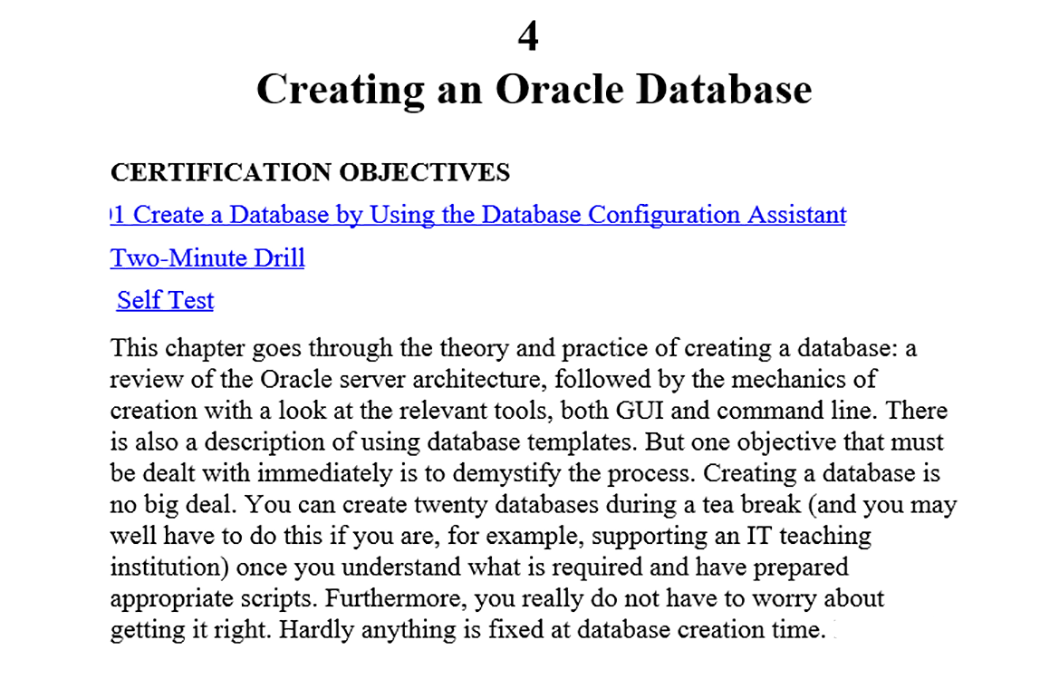 4
Creating an Oracle Database
CERTIFICATION OBJECTIVES
1 Create a Database by Using the Database Configuration Assistant
Two-Minute Drill
Self Test
This chapter goes through the theory and practice of creating a database: a
review of the Oracle server architecture, followed by the mechanics of
creation with a look at the relevant tools, both GUI and command line. There
is also a description of using database templates. But one objective that must
be dealt with immediately is to demystify the process. Creating a database is
no big deal. You can create twenty databases during a tea break (and you may
well have to do this if you are, for example, supporting an IT teaching
institution) once you understand what is required and have prepared
appropriate scripts. Furthermore, you really do not have to worry about
getting it right. Hardly anything is fixed at database creation time.